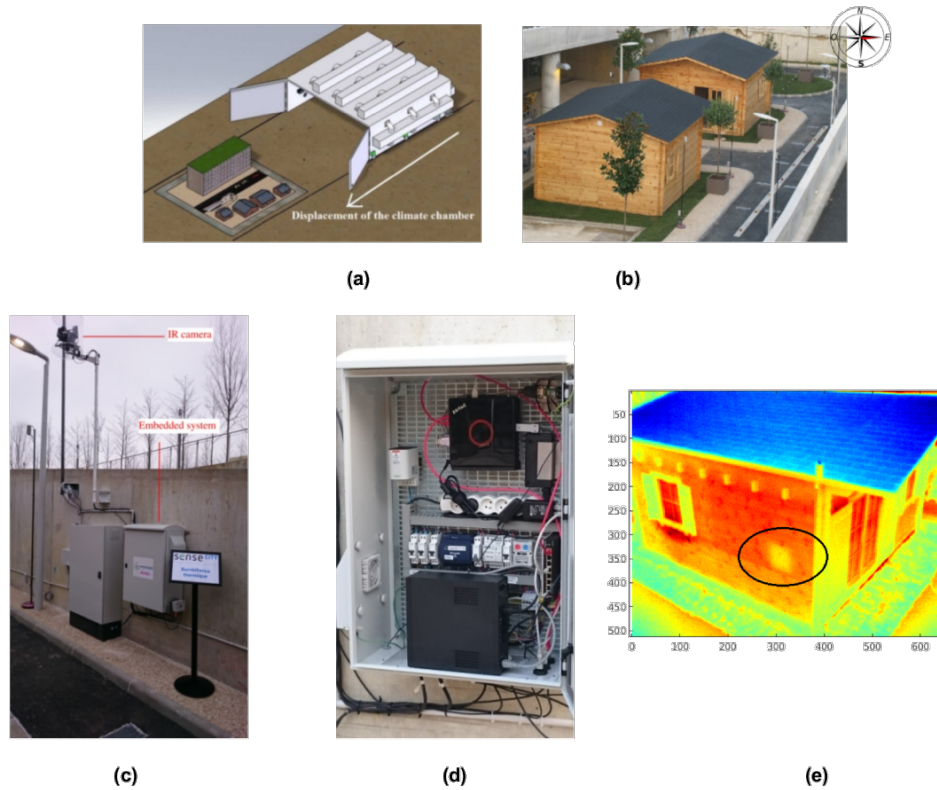 N
O
E
S
Displacement of the climate chamber
(a)
(b)
IR camera
Embedded system
sense
(c)
(d)
50
100
150
200
250
300
350
400
450
500
0
100
200
300
400
500
600
(e)